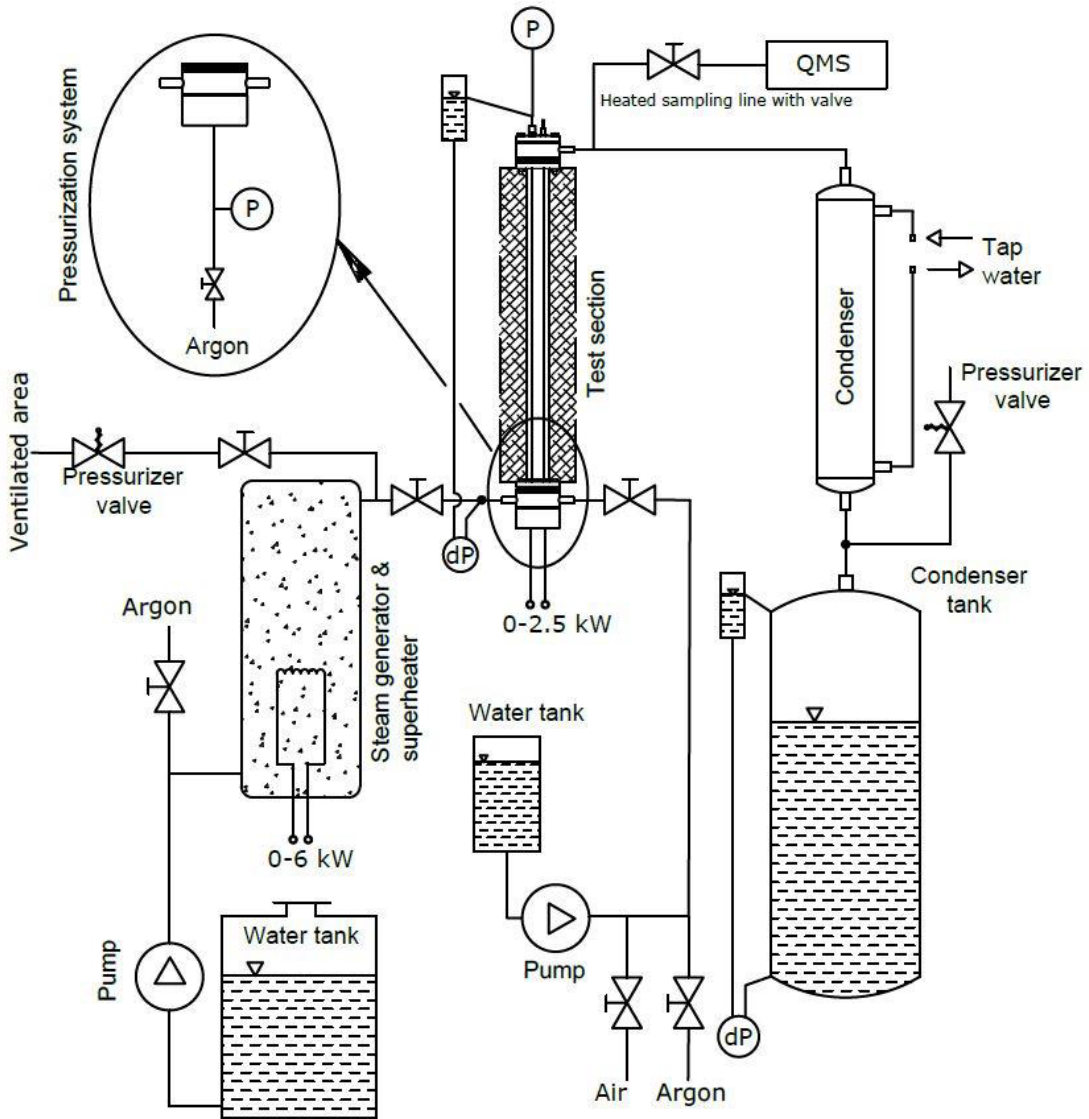 P
QMS
Heated sampling line with valve
Pressurization system
P
Argon
Test section
Tap
water
Condenser
Pressurizer
valve
Ventilated area
Pressurizer
valve
dP
0-2.5 kW
Condenser
tank
Argon
Steam generator &
superheater
Water tank
0-6 kW
Water tank
Pump
Pump
dP
Air
Argon